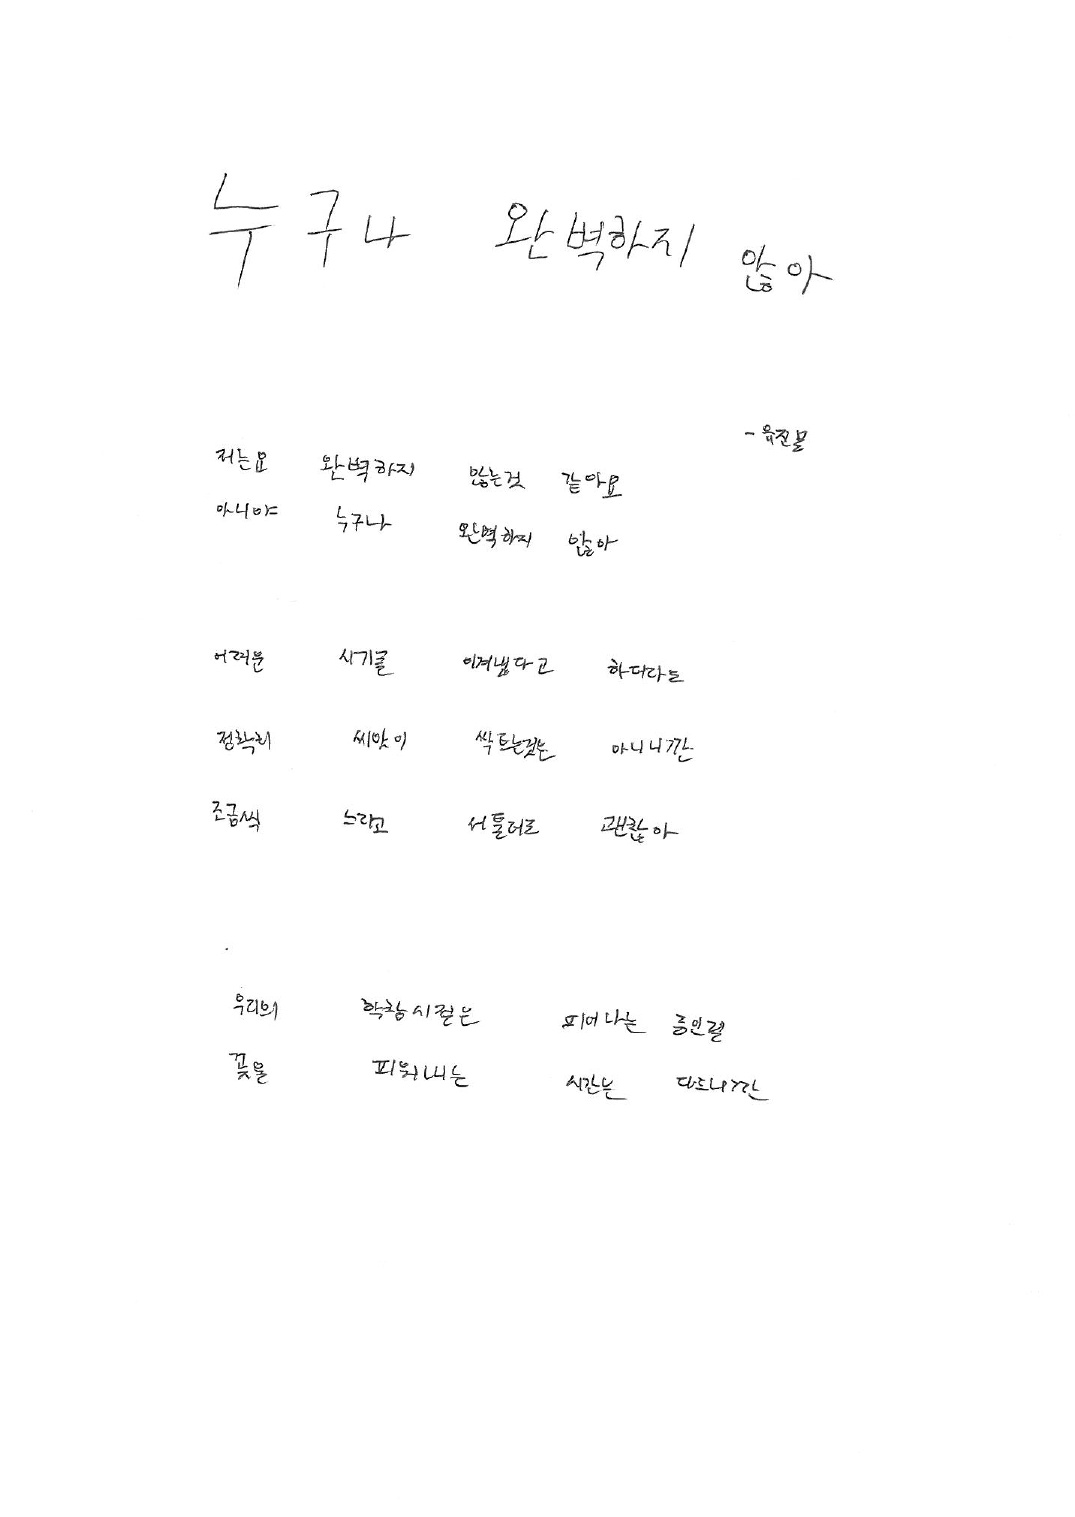 누구나 완벽하지 않아
저는요 완벽하지 않는것 같아요
아니야 누구나 완벽하지 않아
어려운 시기를 이겨냈다고 하더라도
정확히 씨앗이 싹트는것은 아니니깐
조금씩 느리고 서툴러도 괜찮아
우리의 학창시절은 피어나는 중인걸
꽃을 피워내는 시간은 다르니깐